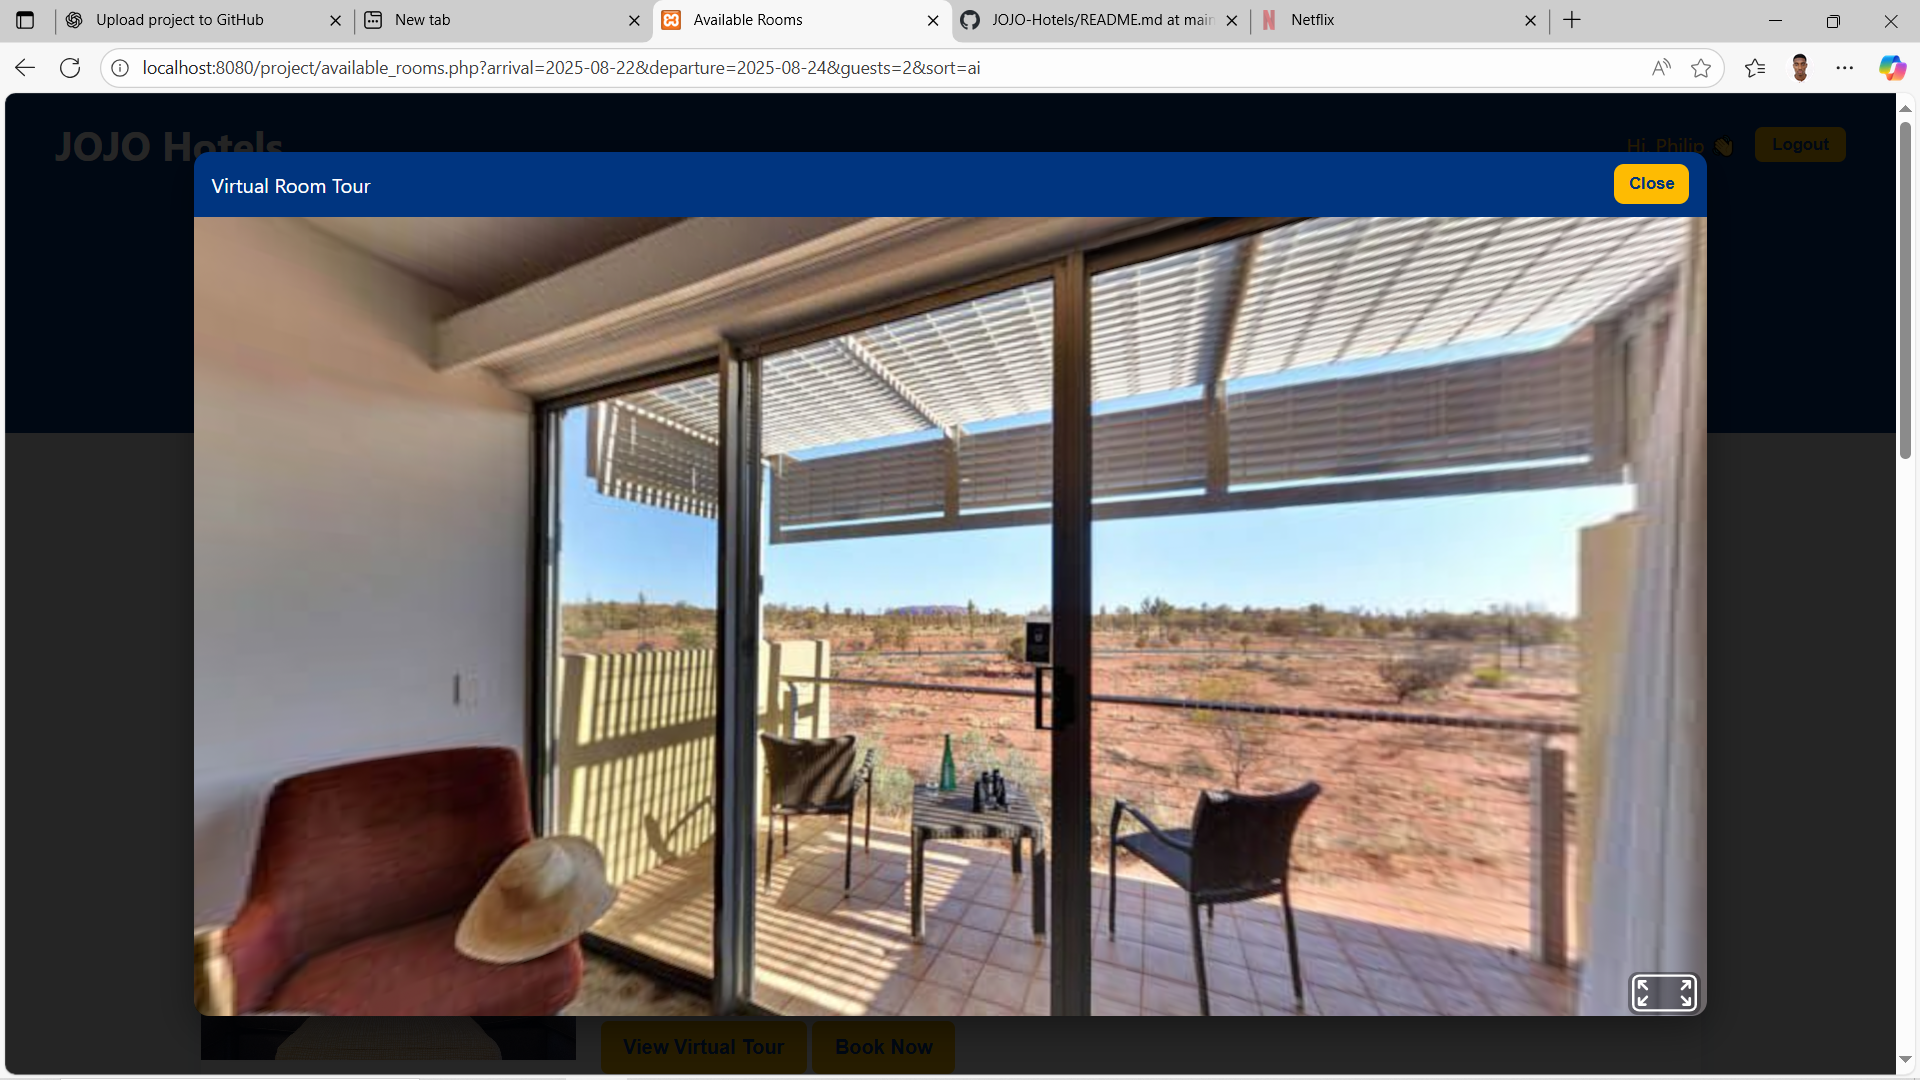 Upload project to GitHub
New tab
Available Rooms
JOJO-Hotels/README.md at main
Netflix
localhost:8080/project/available_rooms.php?arrival=2025-08-22&departure=2025-08-24&guests=2&sort=ai
JOJO Hotels
Hi, Philip 👋
Logout
Virtual Room Tour
Close
View Virtual Tour
Book Now